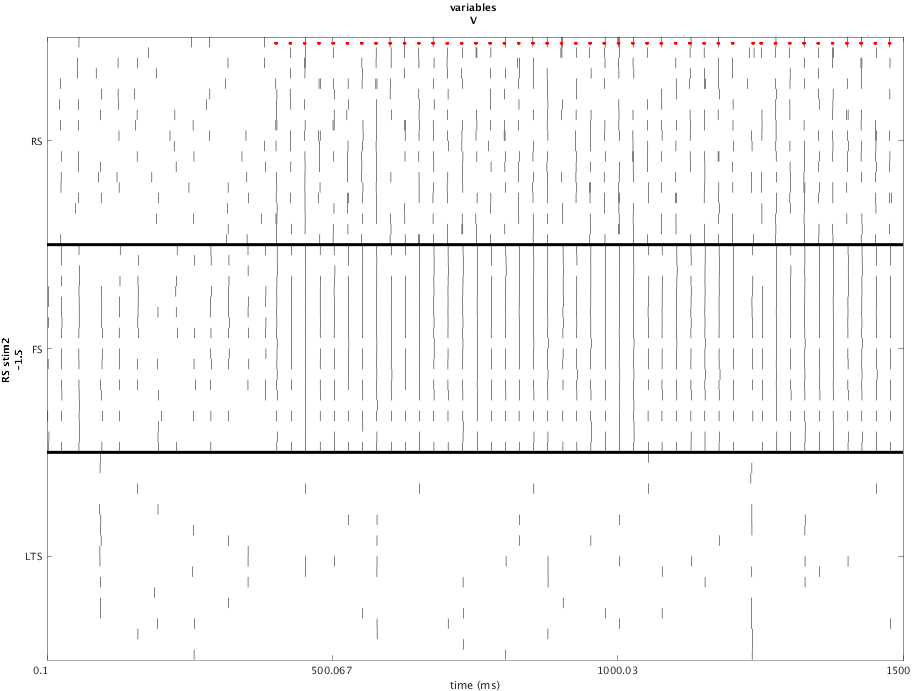 variables
V
RS
FS
LTS
RS stim2
-1.5
0.1
500.067
1000.03
1500
time (ms)